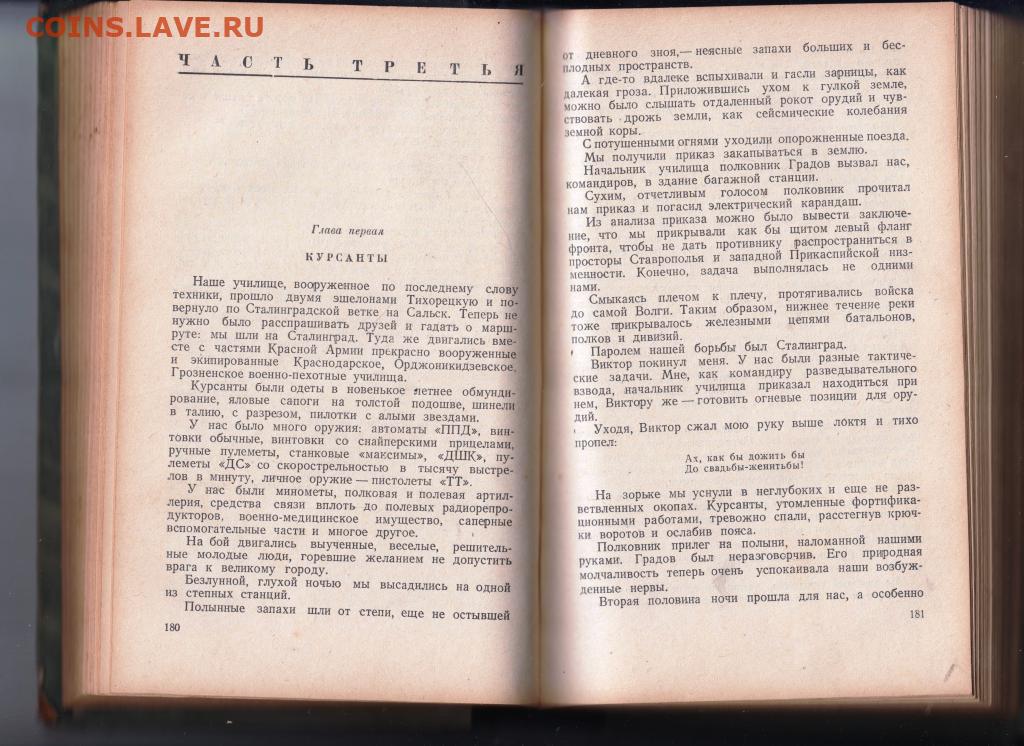 COINS.LAVE.RU
ЧАСТЬ ТРЕТЬЯ
Глава первая
КУРСАНТЫ
Наше училище, вооруженное по последнему слову
техники, прошло двумя эшелонами Тихорецкую и по-
вернуло по Сталинградской ветке на Сальск. Теперь не
нужно было расспрашивать друзей и гадать о марш-
руте: мы шли на Сталинград. Туда же двигались вме-
сте с частями Красной Армии прекрасно вооруженные
и экипированные Краснодарское, Орджоникидзевское,
Грозненское военно-пехотные училища.
Курсанты были одеты в новенькое летнее обмунди-
рование, яловые сапоги на толстой подошве, шинели
в талию, с разрезом, пилотки с алыми звездами.
У нас было много оружия: автоматы «ППД», вин-
товки обычные, винтовки со снайперскими прицелами,
ручные пулеметы, станковые «максимы», «ДШК», пу-
леметы «ДС» со скорострельностью в тысячу выстре-
лов в минуту, личное оружие — пистолеты «ТТ».
У нас были минометы, полковая и полевая артил-
лерия, средства связи вплоть до полевых радиорепро-
дукторов, военно-медицинское имущество, саперные
вспомогательные части и многое другое.
На бой двигались выученные, веселые, решитель-
ные молодые люди, горевшие желанием не допустить
врага к великому городу.
Безлунной, глухой ночью мы высадились на одной
из степных станций.
Полынные запахи шли от степи, еще не остывшей
180
от дневного зноя,— неясные запахи больших и бес-
плодных пространств.
А где-то вдалеке вспыхивали и гасли зарницы, как
далекая гроза. Приложившись ухом к гулкой земле,
можно было слышать отдаленный рокот орудий и чув-
ствовать дрожь земли, как сейсмические колебания
земной коры.
С потушенными огнями уходили опорожненные поезда.
Мы получили приказ закапываться в землю.
Начальник училища полковник Градов вызвал нас,
командиров, в здание багажной станции.
Сухим, отчетливым голосом полковник прочитал
нам приказ и погасил электрический карандаш.
Из анализа приказа можно было вывести заключе-
ние, что мы прикрывали как бы щитом левый фланг
фронта, чтобы не дать противнику распространиться в
просторы Ставрополья и западной Прикаспийской низ-
менности. Конечно, задача выполнялась не одними
нами.
Смыкаясь плечом к плечу, протягивались войска
до самой Волги. Таким образом, нижнее течение реки
тоже прикрывалось железными цепями батальонов,
полков и дивизий.
Паролем нашей борьбы был Сталинград.
Виктор покинул меня. У нас были разные тактиче-
ские задачи. Мне, как командиру разведывательного
взвода, начальник училища приказал находиться при
нем, Виктору же — готовить огневые позиции для ору-
дий.
Уходя, Виктор сжал мою руку выше локтя и тихо
пропел:
Ах, как бы дожить бы
До свадьбы-женитьбы!
На зорьке мы уснули в неглубоких и еще не раз-
ветвленных окопах. Курсанты, утомленные фортифика-
ционными работами, тревожно спали, расстегнув крюч-
ки воротов и ослабив пояса.
Полковник прилег на полыни, наломанной нашими
руками. Градов был неразговорчив. Его природная
молчаливость теперь очень успокаивала наши возбуж-
денные нервы.
Вторая половина ночи прошла для нас, а особенно
181